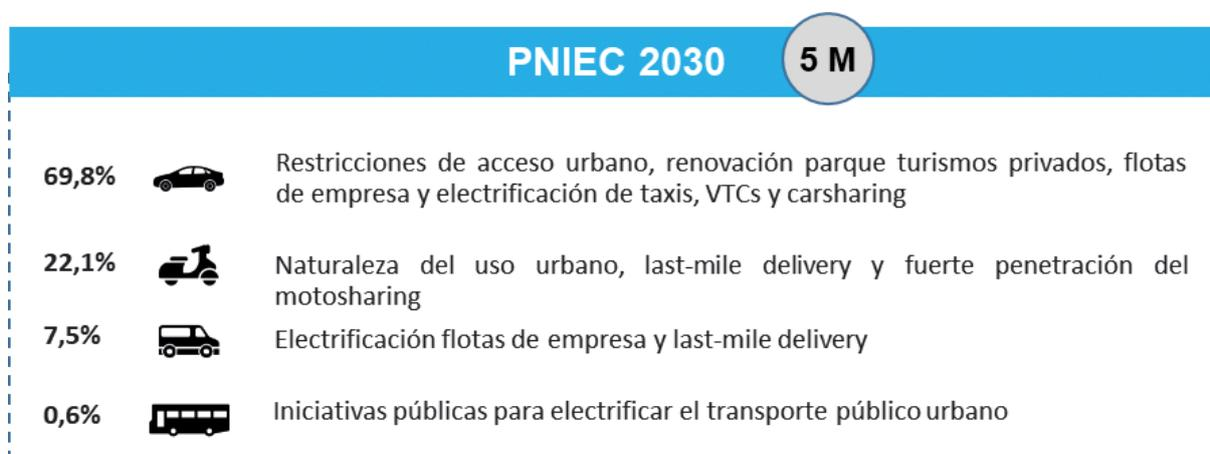 PNIEC 2030
5 M
69,8%
Restricciones de acceso urbano, renovación parque turismos privados, flotas
de empresa y electrificación de taxis, VTCs y carsharing
22,1%
Naturaleza del uso urbano, last-mile delivery y fuerte penetración del
motosharing
7,5%
Electrificación flotas de empresa y last-mile delivery
0,6%
Iniciativas públicas para electrificar el transporte público urbano